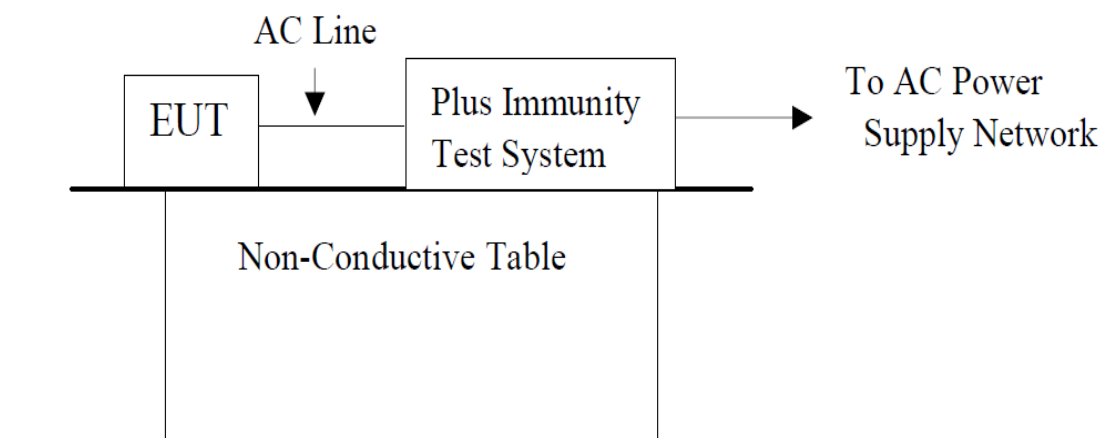 AC Line
EUT
Plus Immunity
Test System
To AC Power
Supply Network
Non-Conductive Table